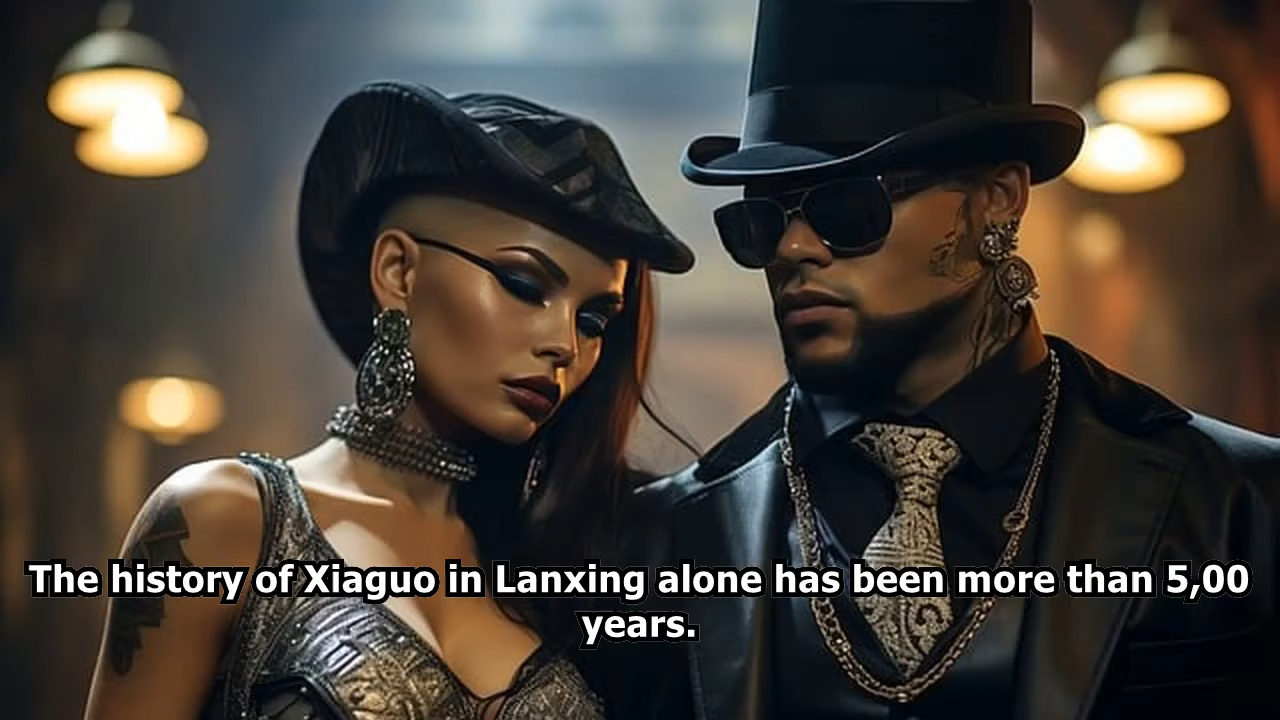 The history of Xiaguo in Lanxing alone has been more than 5,00
years.